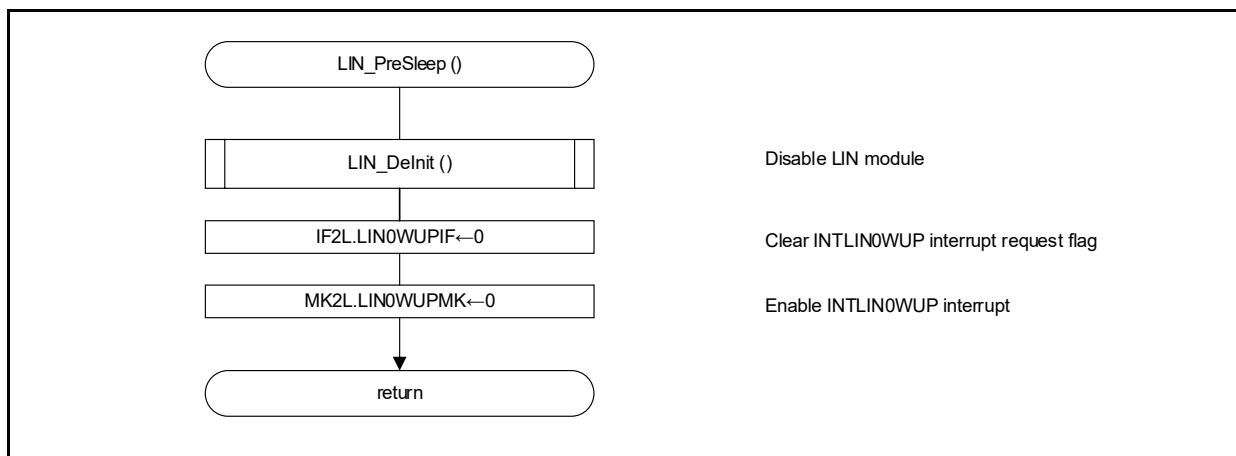 LIN_PreSleep ()
LIN_DeInit ()
Disable LIN module
IF2L.LIN0WUPIF←0
Clear INTLIN0WUP interrupt request flag
MK2L.LIN0WUPMK←0
Enable INTLIN0WUP interrupt
return